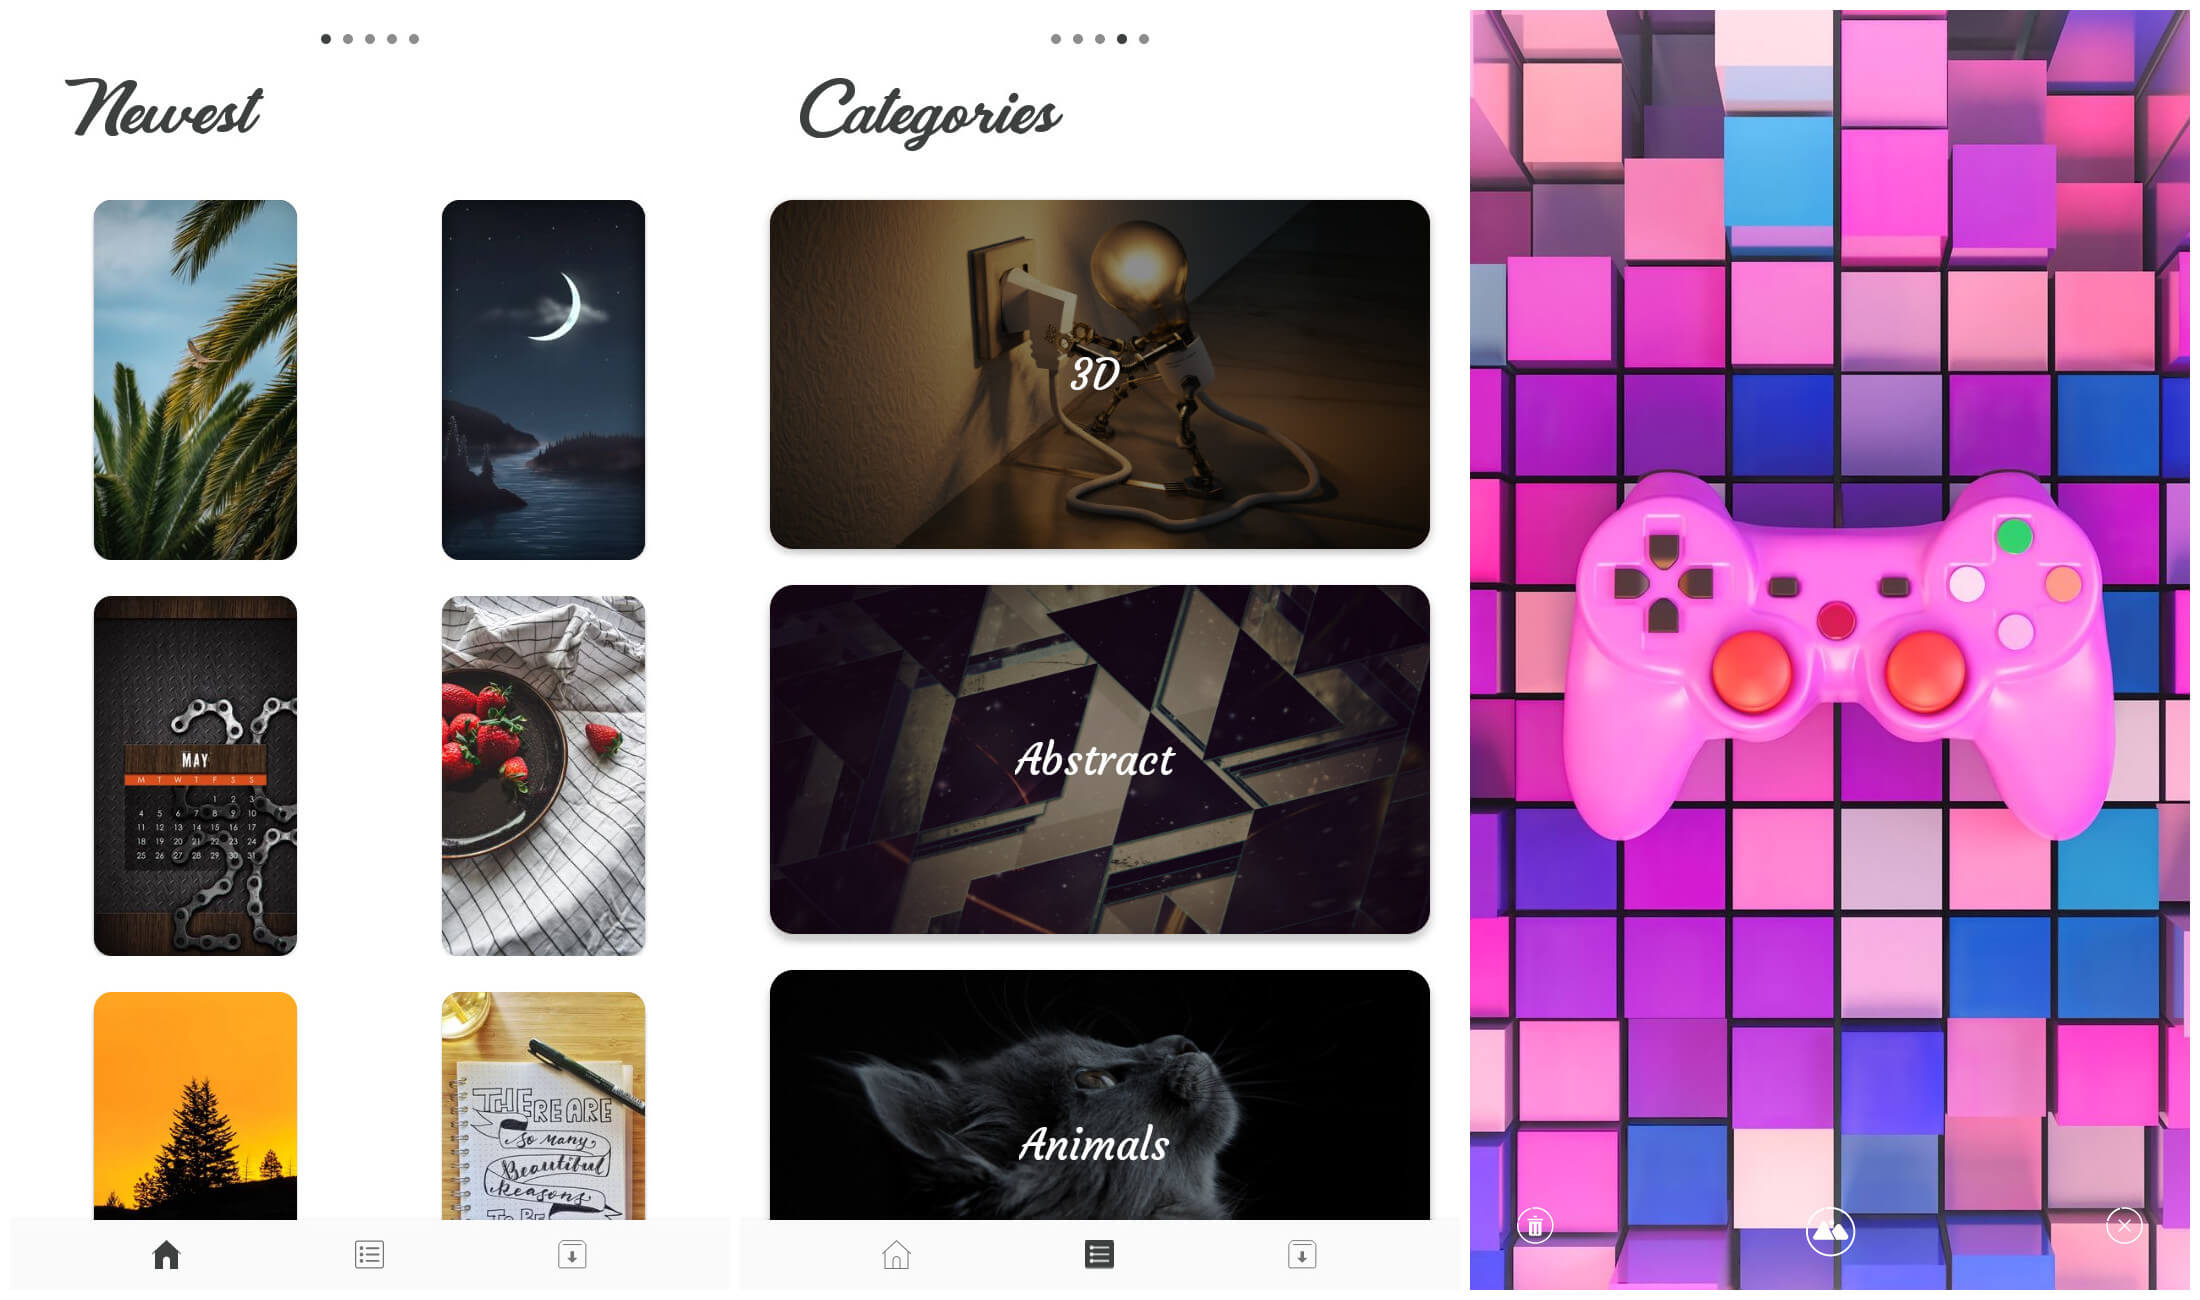 Newest
MAY
M T W T F S S
1 2 3
4 5 6 7 8 9 10
11 12 13 14 15 16 17
18 19 20 21 22 23 24
25 26 27 28 29 30 31
THERE ARE
so many
Beautiful
Reasons
To BE
Categories
3D
Abstract
Animals